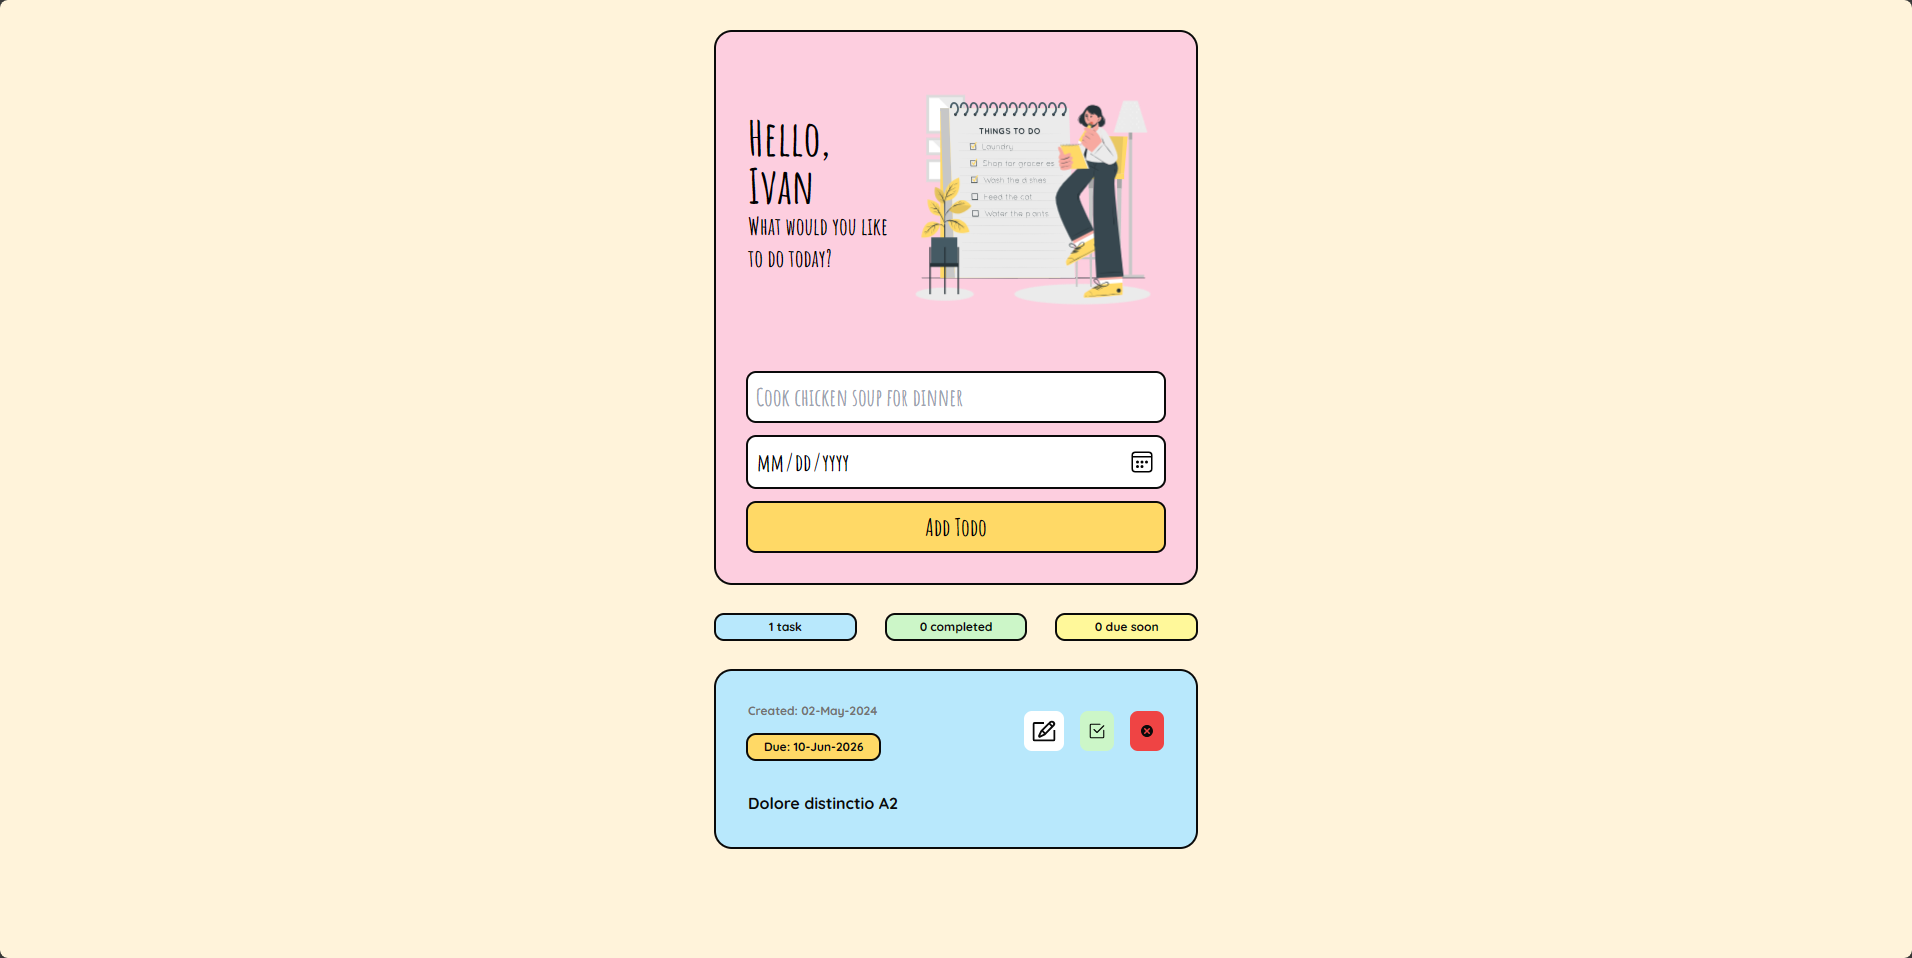 Hello,
Ivan
What would you like
to do today?
THINGS TO DO
Laundry
Shop for groceries
Wash the dishes
Feed the cat
Water the plants
Cook chicken soup for dinner
mm/dd/yyyy
Add Todo
1 task
0 completed
0 due soon
Created: 02-May-2024
Due: 10-Jun-2026
Dolore distinctio A2